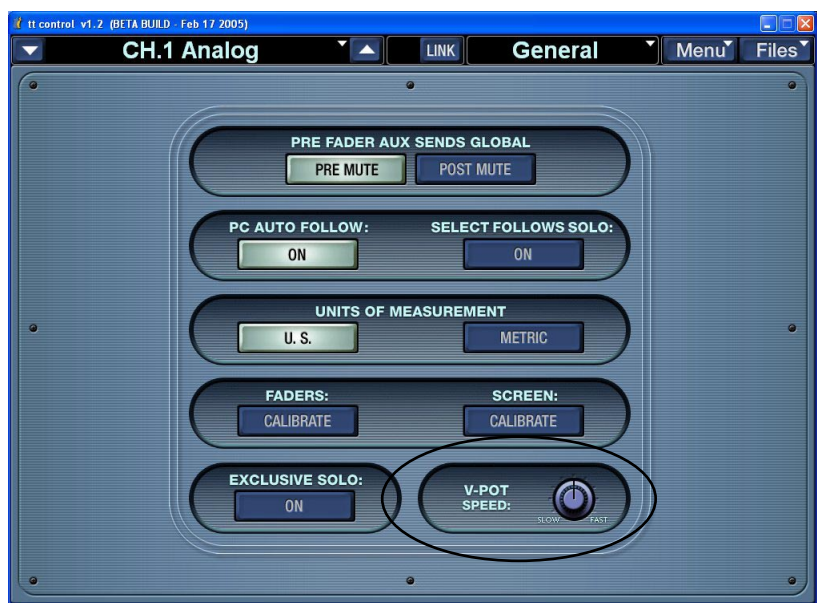 tt control v1.2 (BETA BUILD - Feb 17 2005)
CH.1 Analog LINK General Menu Files
PRE FADER AUX SENDS GLOBAL
PRE MUTE POST MUTE
PC AUTO FOLLOW: SELECT FOLLOWS SOLO:
ON ON
UNITS OF MEASUREMENT
U. S. METRIC
FADERS: SCREEN:
CALIBRATE CALIBRATE
EXCLUSIVE SOLO:
ON
V-POT
SPEED:
SLOW FAST